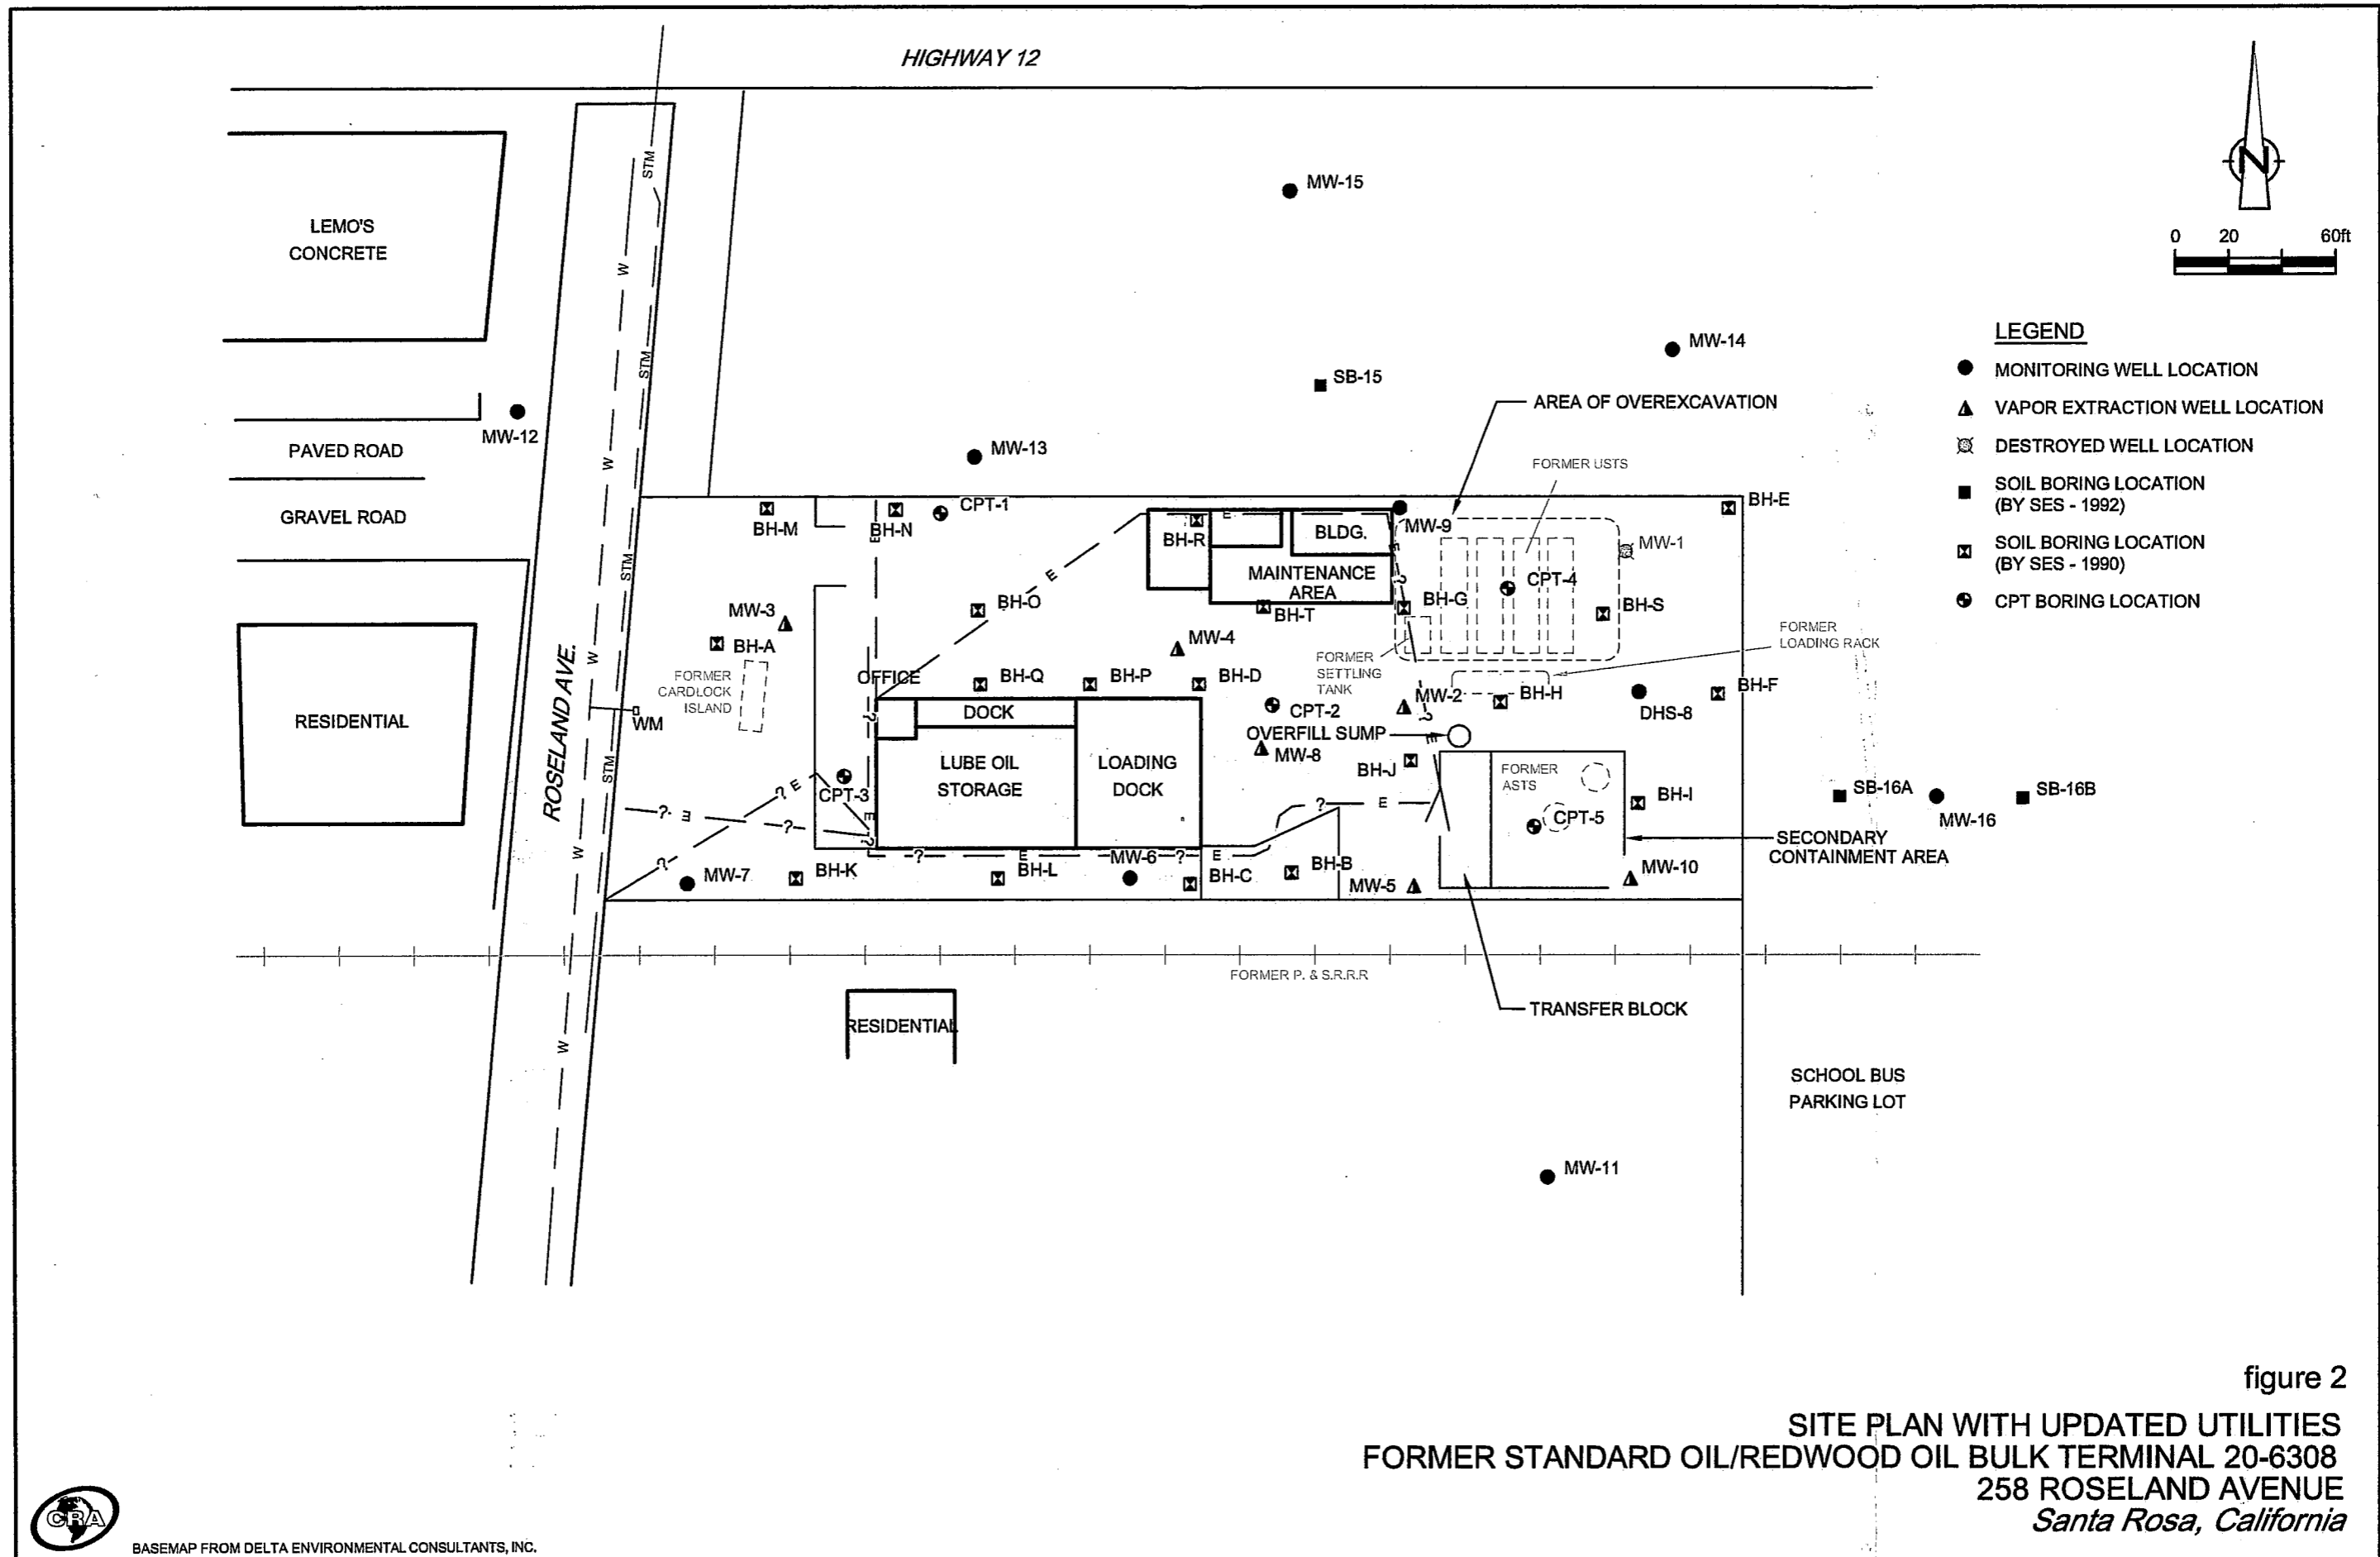 HIGHWAY 12
N
0 20 60ft
LEMO'S
CONCRETE
STM
W
MW-15
LEGEND
MONITORING WELL LOCATION
VAPOR EXTRACTION WELL LOCATION
DESTROYED WELL LOCATION
SOIL BORING LOCATION
(BY SES - 1992)
SOIL BORING LOCATION
(BY SES - 1990)
CPT BORING LOCATION
STM
W
MW-14
SB-15
AREA OF OVEREXCAVATION
MW-12
PAVED ROAD
W
MW-13
FORMER USTS
GRAVEL ROAD
BH-M
BH-N
CPT-1
E
BH-R
E
BLDG.
MW-9
E
BH-E
MW-1
STM
MAINTENANCE
AREA
?
CPT-4
E
MW-3
BH-O
BH-T
BH-G
BH-S
BH-A
MW-4
FORMER
LOADING RACK
W
ROSELAND AVE.
FORMER
CARDLOCK
ISLAND
OFFICE
BH-Q
BH-P
BH-D
FORMER
SETTLING
TANK
MW-2
BH-H
BH-F
DHS-8
RESIDENTIAL
WM
?
DOCK
CPT-2
?
OVERFILL SUMP
E
MW-8
STM
LUBE OIL
STORAGE
LOADING
DOCK
BH-J
FORMER
ASTS
? E
CPT-3
BH-I
SB-16A
MW-16
SB-16B
? E
?
E
?
? E
CPT-5
SECONDARY
CONTAINMENT AREA
W
?
?
E
MW-6
?
E
MW-7
BH-K
BH-L
BH-C
BH-B
MW-5
MW-10
FORMER P. & S.R.R.R
TRANSFER BLOCK
RESIDENTIAL
W
SCHOOL BUS
PARKING LOT
MW-11
figure 2
SITE PLAN WITH UPDATED UTILITIES
FORMER STANDARD OIL/REDWOOD OIL BULK TERMINAL 20-6308
258 ROSELAND AVENUE
Santa Rosa, California
CRA
BASEMAP FROM DELTA ENVIRONMENTAL CONSULTANTS, INC.